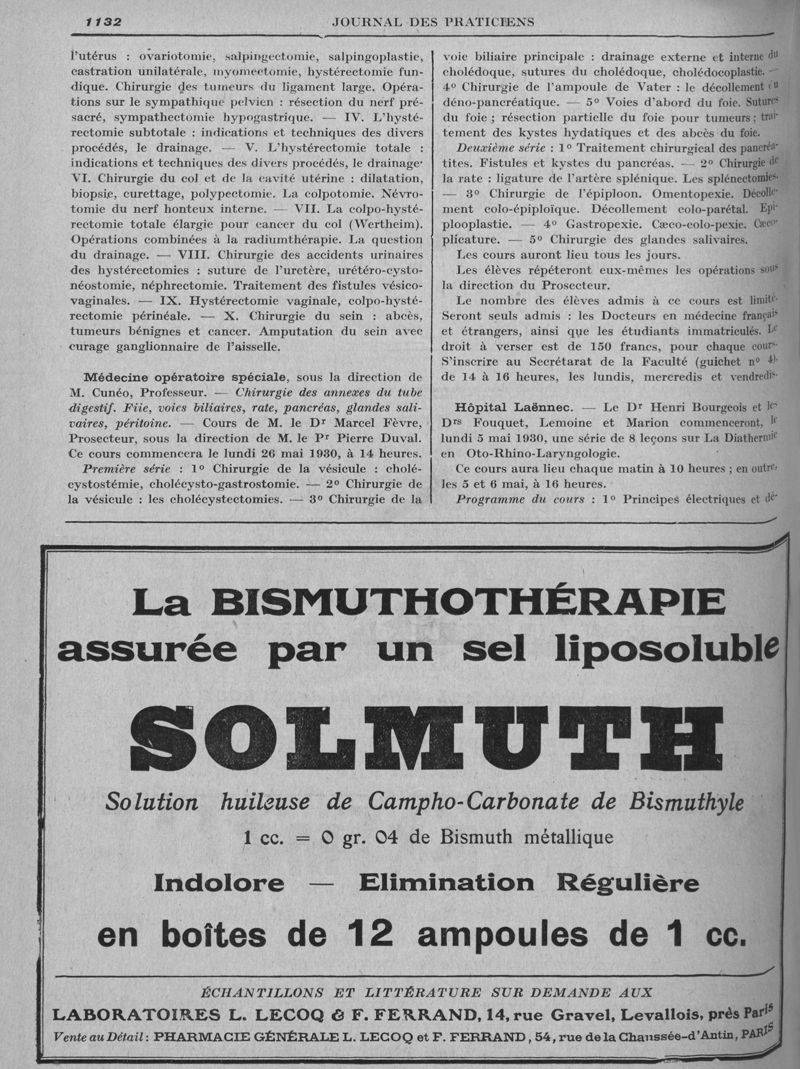 1132
JOURNAL DES PRATICIENS
l'utérus : ovariotomie, salpingectomie, salpingoplastie,
castration unilatérale, myomectomie, hystérectomie fun-
dique. Chirurgie des tumeurs du ligament large. Opéra-
tions sur le sympathique pelvien : résection du nerf pré-
sacré, sympathectomie hypogastrique. — IV. L'hysté-
rectomie subtotale : indications et techniques des divers
procédés, le drainage. — V. L'hystérectomie totale :
indications et techniques des divers procédés, le drainage·
VI. Chirurgie du col et de la cavité utérine : dilatation,
biopsie, curettage, polypectomie. La colpotomie. Névro-
tomie du nerf honteux interne. — VII. La colpo-hysté-
rectomie totale élargie pour cancer du col (Wertheim).
Opérations combinées à la radiumthérapie. La question
du drainage. — VIII. Chirurgie des accidents urinaires
des hystérectomies : suture de l'uretère, urétéro-cysto-
néostomie, néphrectomie. Traitement des fistules vésico-
vaginales. — IX. Hystérectomie vaginale, colpo-hysté-
rectomie périnéale. — X. Chirurgie du sein : abcès,
tumeurs bénignes et cancer. Amputation du sein avec
curage ganglionnaire de l'aisselle.
Médecine opératoire spéciale, sous la direction de
M. Cunéo, Professeur. — Chirurgie des annexes du tube
digestif. Fiie, voies biliaires, rate, pancréas, glandes sali-
vaires, péritoine. — Cours de M. le Dr Marcel Fèvre,
Prosecteur, sous la direction de M. le Pr Pierre Duval.
Ce cours commencera le lundi 26 mai 1930, à 14 heures.
Première série : 1o Chirurgie de la vésicule : cholé-
cystostémie, cholécysto-gastrostomie. — 2o Chirurgie de
la vésicule : les cholécystectomies. — 3o Chirurgie de la
voie biliaire principale : drainage externe et interne du
cholédoque, sutures du cholédoque, cholédocoplastie. —
4o Chirurgie de l'ampoule de Vater : le décollement du
déno-pancréatique. — 5o Voies d'abord du foie. Sutures
du foie ; résection partielle du foie pour tumeurs ; trai-
tement des kystes hydatiques et des abcès du foie.
Deuxième série : 1o Traitement chirurgical des pancréa-
tites. Fistules et kystes du pancréas. — 2o Chirurgie de
la rate : ligature de l'artère splénique. Les splénectomies.
— 3o Chirurgie de l'épiploon. Omentopexie. Décolle-
ment colo-épiploïque. Décollement colo-parétal. Epi-
plooplastie. — 4o Gastropexie. Cæco-colo-pexie. Cæco-
plicature. — 5o Chirurgie des glandes salivaires.
Les cours auront lieu tous les jours.
Les élèves répéteront eux-mêmes les opérations sous
la direction du Prosecteur.
Le nombre des élèves admis à ce cours est limité.
Seront seuls admis : les Docteurs en médecine français
et étrangers, ainsi que les étudiants immatriculés. Le
droit à verser est de 150 francs, pour chaque cours.
S'inscrire au Secrétarat de la Faculté (guichet no 4),
de 14 à 16 heures, les lundis, mercredis et vendredis.
Hôpital Laënnec. — Le Dr Henri Bourgeois et les
Drs Fouquet, Lemoine et Marion commenceront, le
lundi 5 mai 1930, une série de 8 leçons sur La Diathermie
en Oto-Rhino-Laryngologie.
Ce cours aura lieu chaque matin à 10 heures ; en outre,
les 5 et 6 mai, à 16 heures.
Programme du cours : 1o Principes électriques et dé-
La BISMUTHOTHÉRAPIE
assurée par un sel liposoluble
SOLMUTH
Solution huileuse de Campho-Carbonate de Bismuthyle
1 cc. = 0 gr. 04 de Bismuth métallique
Indolore — Elimination Régulière
en boîtes de 12 ampoules de 1 cc.
ÉCHANTILLONS ET LITTÉRATURE SUR DEMANDE AUX
LABORATOIRES L. LECOQ & F. FERRAND, 14, rue Gravel, Levallois, près Paris
Vente au Détail : PHARMACIE GÉNÉRALE L. LECOQ et F. FERRAND, 54, rue de la Chaussée-d'Antin, PARIS